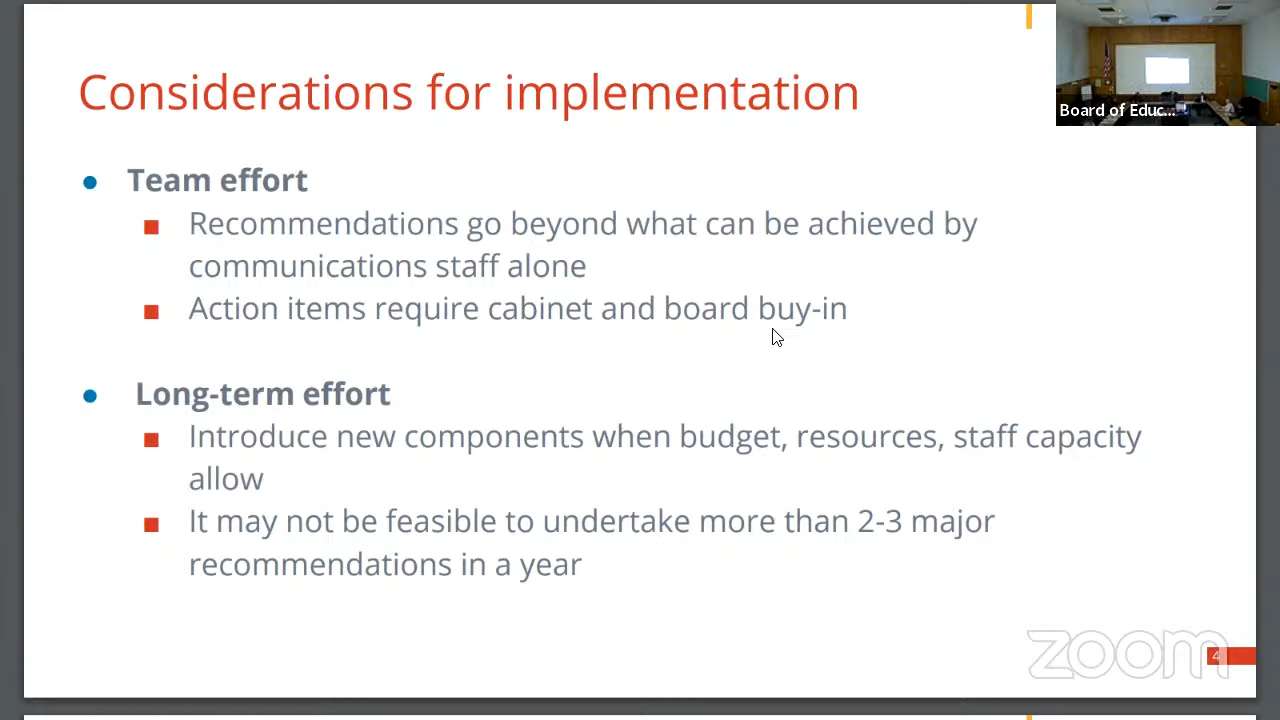 Considerations for implementation
Board of Educ...
● Team effort
■ Recommendations go beyond what can be achieved by
communications staff alone
■ Action items require cabinet and board buy-in
● Long-term effort
■ Introduce new components when budget, resources, staff capacity
allow
■ It may not be feasible to undertake more than 2-3 major
recommendations in a year
zoom
4